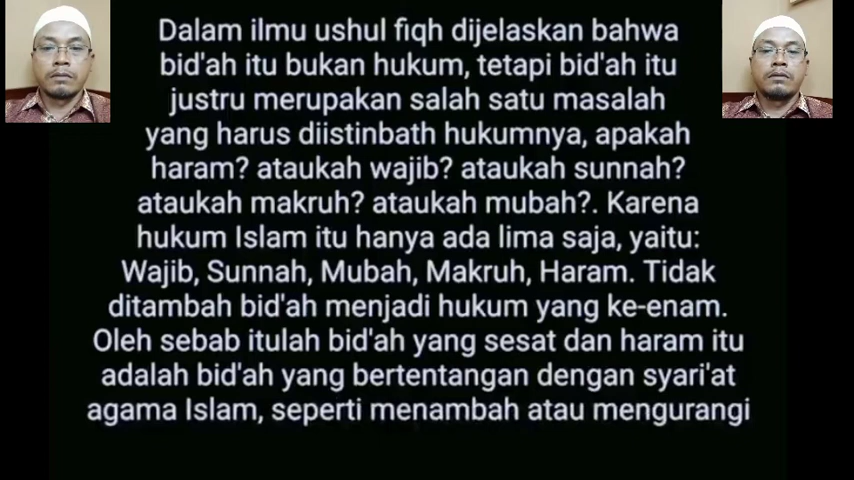 Dalam ilmu ushul fiqh dijelaskan bahwa
bid'ah itu bukan hukum, tetapi bid'ah itu
justru merupakan salah satu masalah
yang harus diistinbath hukumnya, apakah
haram? ataukah wajib? ataukah sunnah?
ataukah makruh? ataukah mubah?. Karena
hukum Islam itu hanya ada lima saja, yaitu:
Wajib, Sunnah, Mubah, Makruh, Haram. Tidak
ditambah bid'ah menjadi hukum yang ke-enam.
Oleh sebab itulah bid'ah yang sesat dan haram itu
adalah bid'ah yang bertentangan dengan syari'at
agama Islam, seperti menambah atau mengurangi